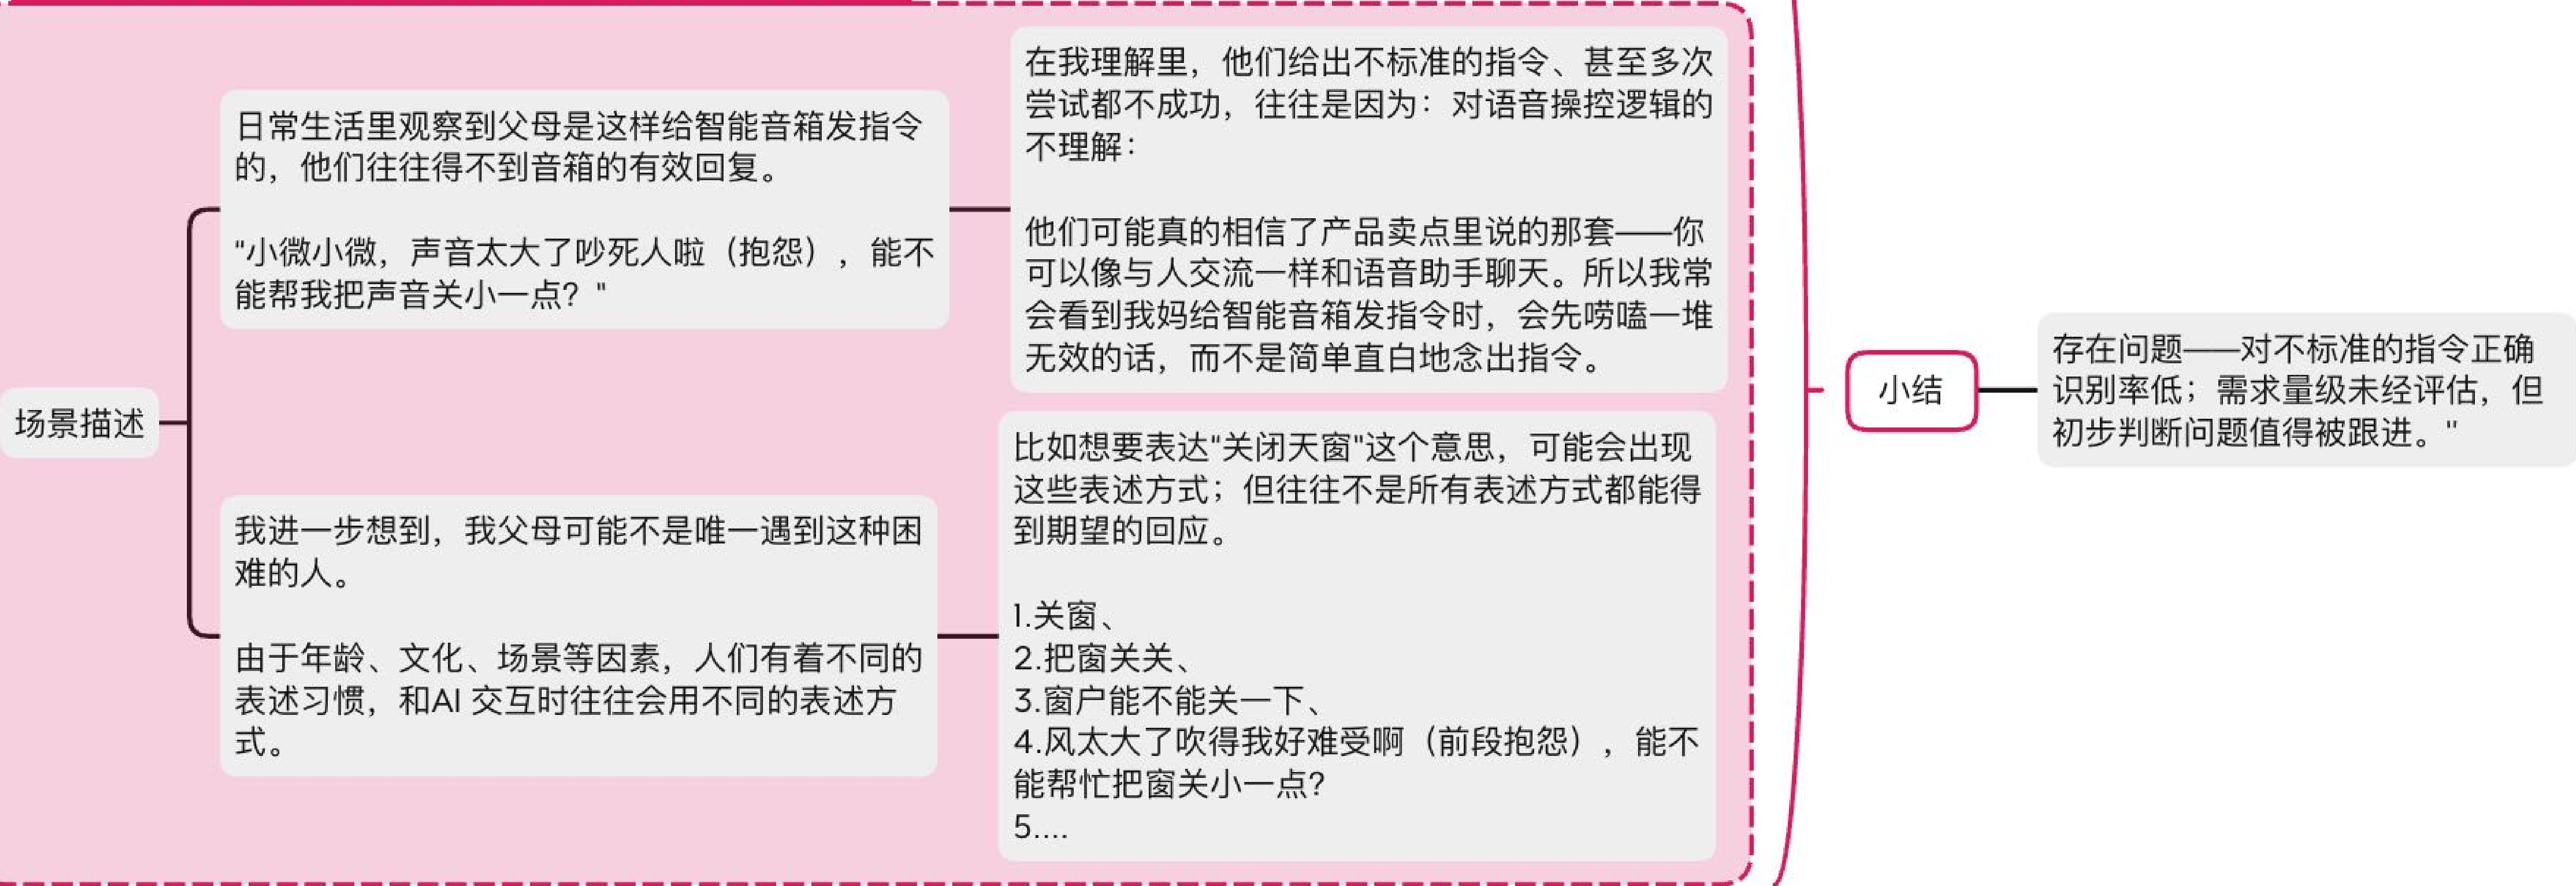 场景描述
日常生活里观察到父母是这样给智能音箱发指令
的，他们往往得不到音箱的有效回复。
"小微小微，声音太大了吵死人啦（抱怨），能不
能帮我把声音关小一点？"
在我理解里，他们给出不标准的指令、甚至多次
尝试都不成功，往往是因为：对语音操控逻辑的
不理解：
他们可能真的相信了产品卖点里说的那套——你
可以像与人交流一样和语音助手聊天。所以我常
会看到我妈给智能音箱发指令时，会先唠嗑一堆
无效的话，而不是简单直白地念出指令。
我进一步想到，我父母可能不是唯一遇到这种困
难的人。
由于年龄、文化、场景等因素，人们有着不同的
表述习惯，和AI 交互时往往会用不同的表述方
式。
比如想要表达"关闭天窗"这个意思，可能会出现
这些表述方式；但往往不是所有表述方式都能得
到期望的回应。
1.关窗、
2.把窗关关、
3.窗户能不能关一下、
4.风太大了吹得我好难受啊（前段抱怨），能不
能帮忙把窗关小一点？
5....
小结
存在问题——对不标准的指令正确
识别率低；需求量级未经评估，但
初步判断问题值得被跟进。"